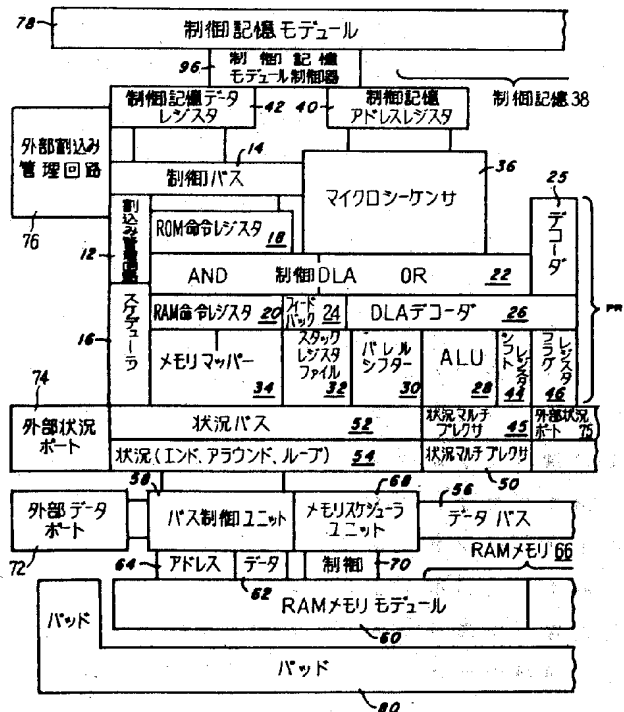 78
制御記憶モジュール
96
制御記憶
モジュール制御器
制御記憶データ
レジスタ
42
40
制御記憶
アドレスレジスタ
制御記憶 38
外部割込み
管理回路
76
14
制御バス
36
マイクロシーケンサ
25
デコーダ
12
割込み管理回路
ROM命令レジスタ 18
AND 制御DLA OR 22
16
スケデューラ
RAM命令レジスタ 20
フィード
バック 24
DLAデコーダ 26
PR
メモリマッパー
34
スタック
レジスタ
ファイル
32
バレル
シフター
30
ALU
28
シフト
レジスタ
44
フラグ
レジスタ
46
74
外部状況
ポート
状況バス 52
状況マルチ
プレクサ 45
外部状況
ポート 75
状況(エンド、アラウンド、ループ) 54
状況マルチプレクサ
50
58
68
56
外部データ
ポート
72
バス制御ユニット
メモリスケジューラ
ユニット
データバス
64
アドレス
データ
62
制御
70
RAMメモリ 66
RAMメモリモジュール
60
パッド
パッド
80